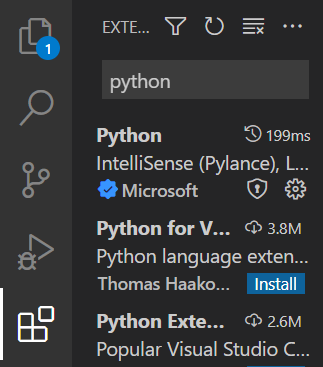 EXTE...
1
python
Python 199ms
IntelliSense (Pylance), L...
Microsoft
Python for V... 3.8M
Python language exten...
Thomas Haako... Install
Python Exte... 2.6M
Popular Visual Studio C...